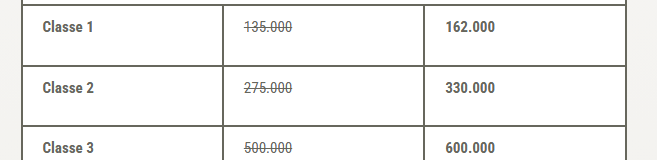 Classe 1 135.000 162.000
Classe 2 275.000 330.000
Classe 3 500.000 600.000